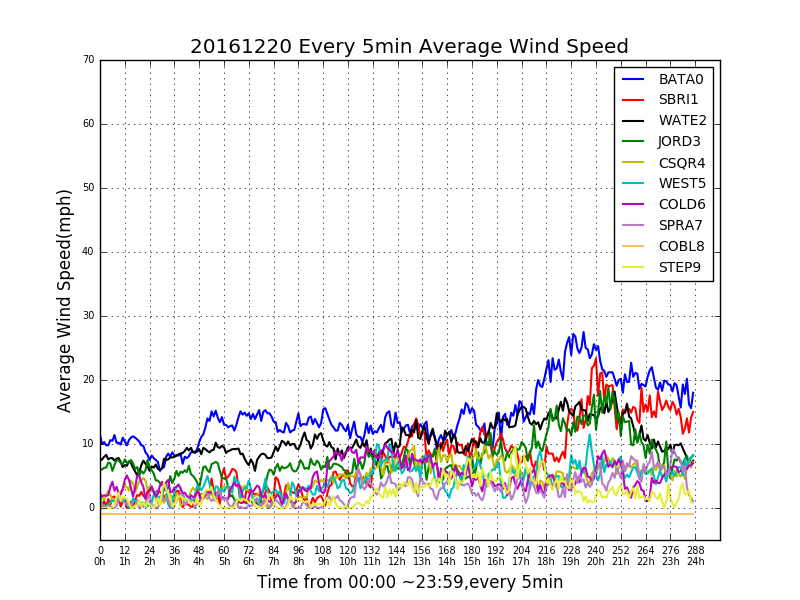 20161220 Every 5min Average Wind Speed
70
60
50
40
30
20
10
0
Average Wind Speed(mph)
BATA0
SBRI1
WATE2
JORD3
CSQR4
WEST5
COLD6
SPRA7
COBL8
STEP9
0 12 24 36 48 60 72 84 96 108 120 132 144 156 168 180 192 204 216 228 240 252 264 276 288
0h 1h 2h 3h 4h 5h 6h 7h 8h 9h 10h 11h 12h 13h 14h 15h 16h 17h 18h 19h 20h 21h 22h 23h 24h
Time from 00:00 ~23:59,every 5min